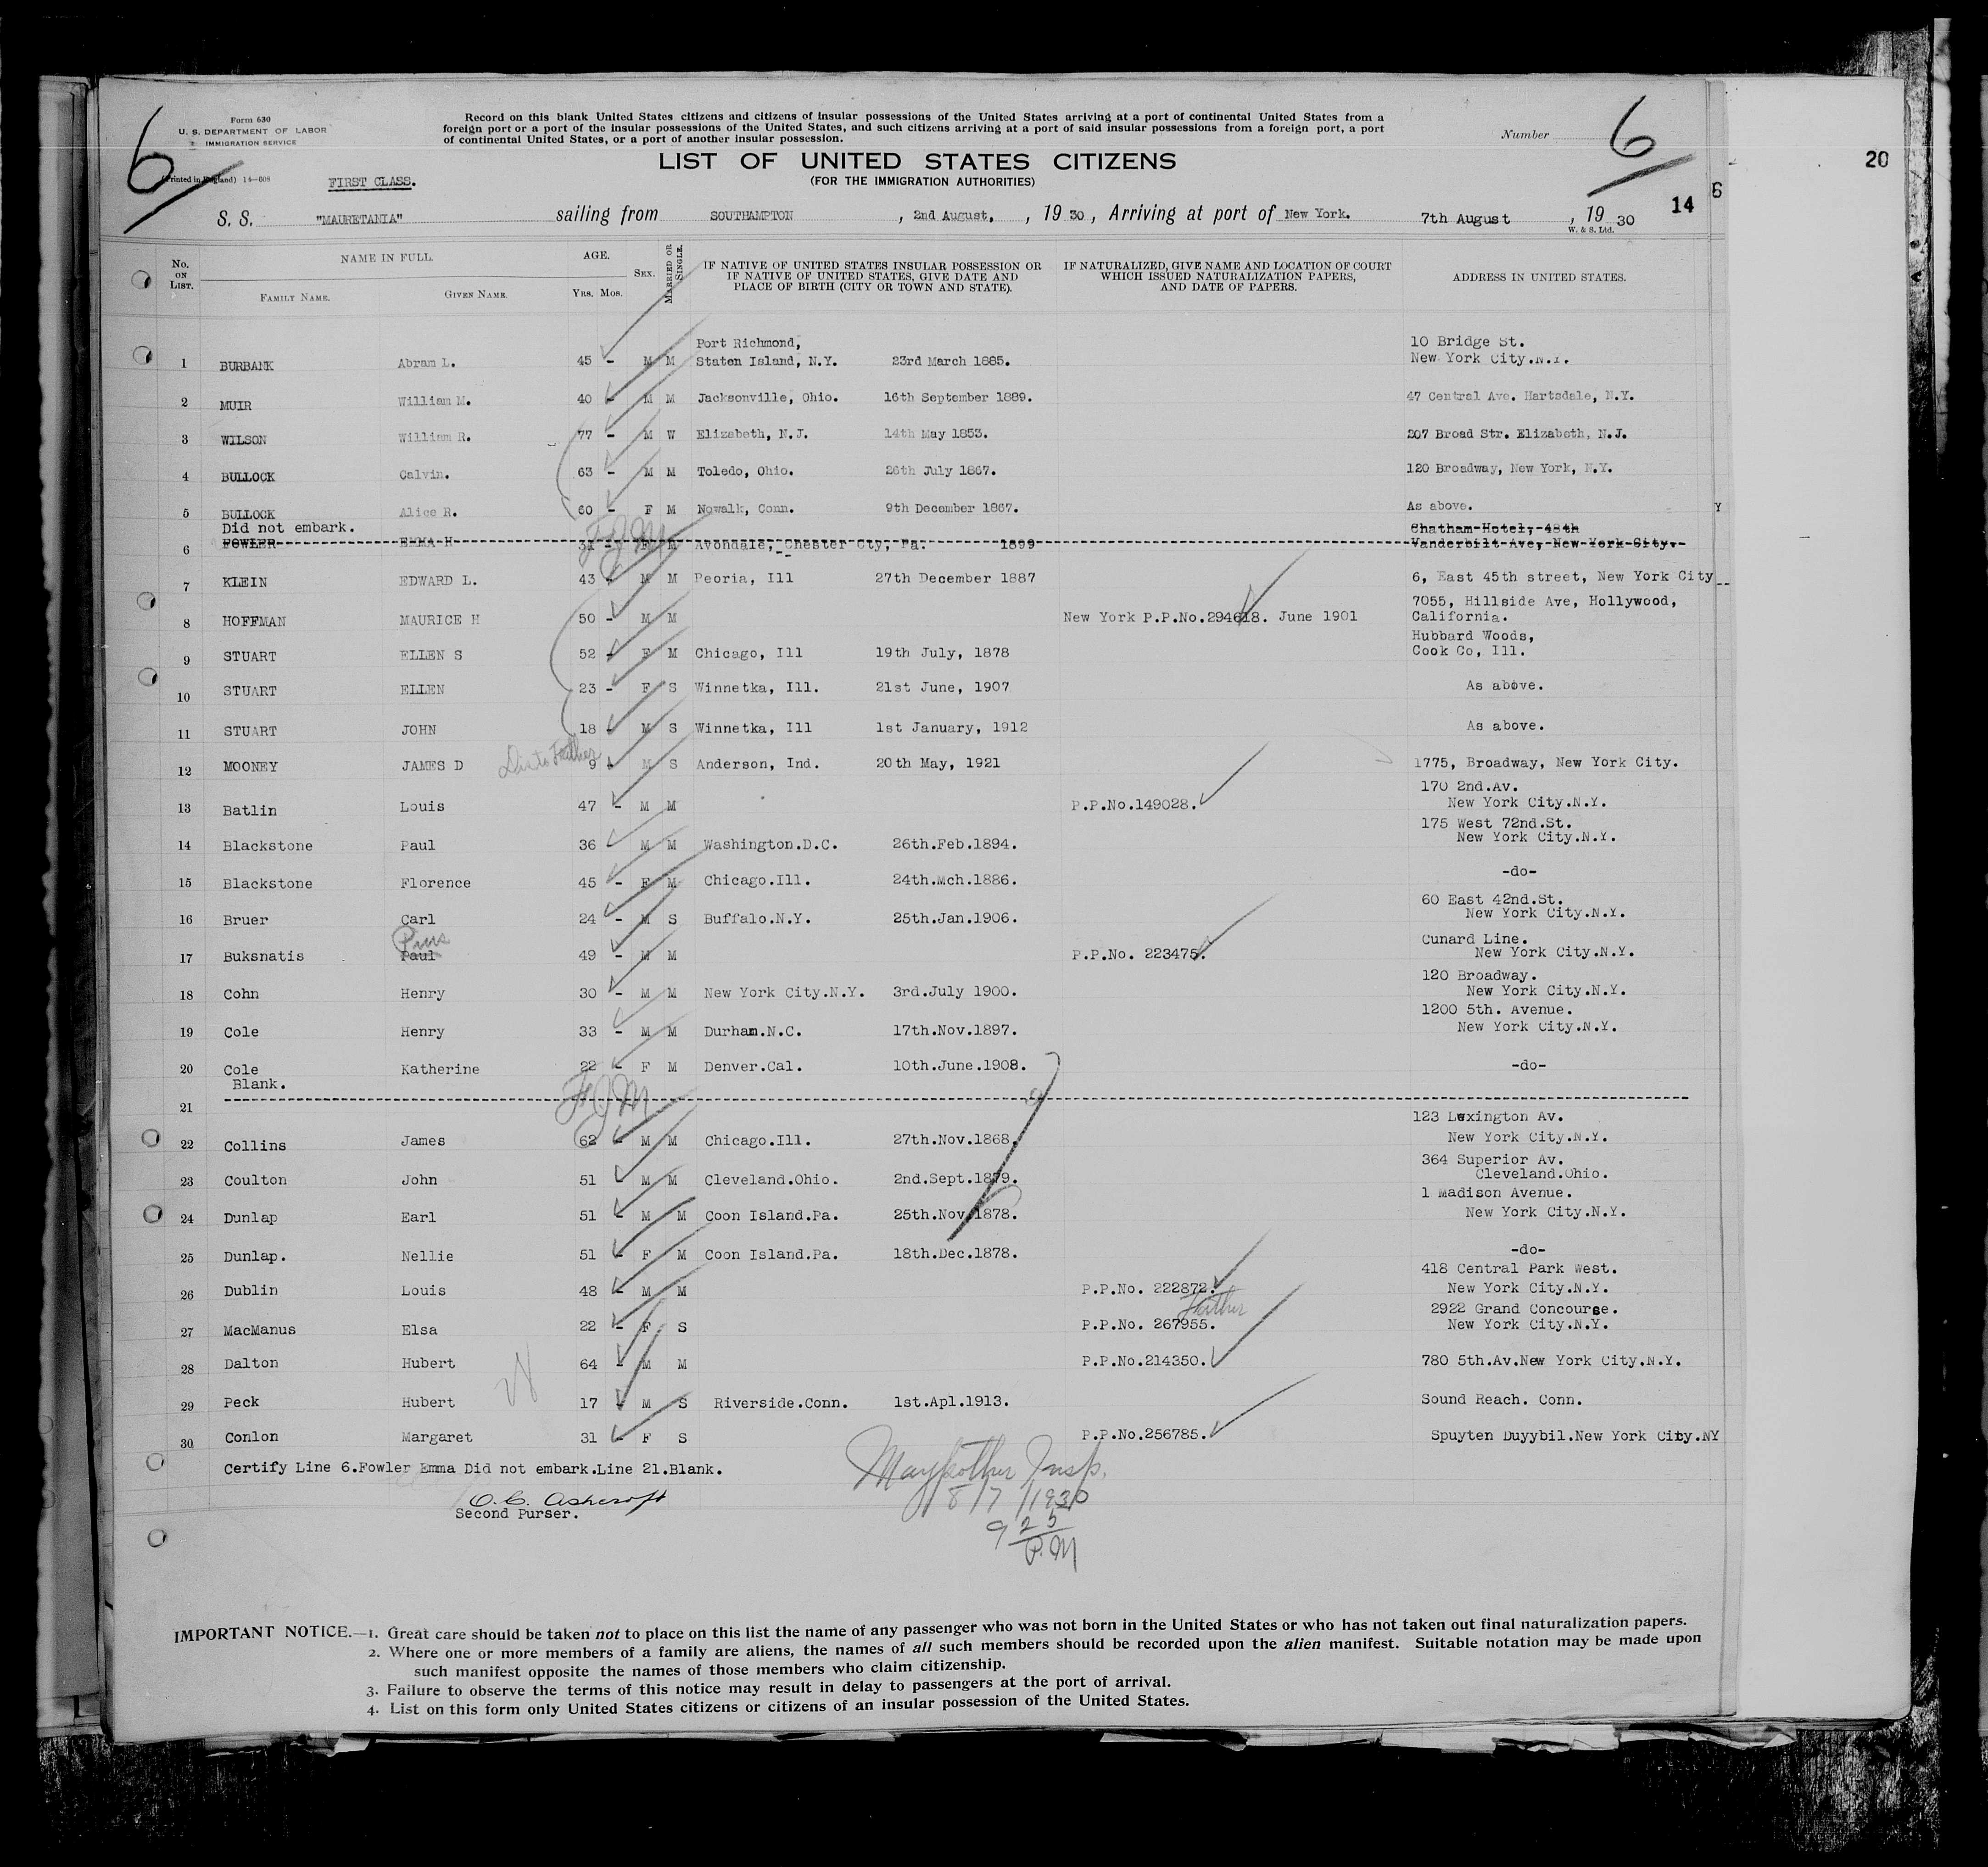 Form 630
U. S. DEPARTMENT OF LABOR
IMMIGRATION SERVICE
(Printed in England) 14—608
Record on this blank United States citizens and citizens of insular possessions of the United States arriving at a port of continental United States from a
foreign port or a port of the insular possessions of the United States, and such citizens arriving at a port of said insular possessions from a foreign port, a port
of continental United States, or a port of another insular possession.
Number 6
6
20
LIST OF UNITED STATES CITIZENS
(FOR THE IMMIGRATION AUTHORITIES)
FIRST CLASS.
6
14
S. S. "MAURETANIA" sailing from SOUTHAMPTON, 2nd August, , 19 30, Arriving at port of New York. 7th August, 19 30
W. & S. Ltd.
No. ON LIST. NAME IN FULL. FAMILY NAME. GIVEN NAME. AGE. YRS. MOS. SEX. MARRIED OR SINGLE. IF NATIVE OF UNITED STATES INSULAR POSSESSION OR IF NATIVE OF UNITED STATES, GIVE DATE AND PLACE OF BIRTH (CITY OR TOWN AND STATE). IF NATURALIZED, GIVE NAME AND LOCATION OF COURT WHICH ISSUED NATURALIZATION PAPERS, AND DATE OF PAPERS. ADDRESS IN UNITED STATES.
Port Richmond, 10 Bridge St.
1 BURBANK Abram L. 45 - M M Staten Island, N.Y. 23rd March 1885. New York City.N.Y.
2 MUIR William M. 40 - M M Jacksonville, Ohio. 16th September 1889. 47 Central Ave. Hartsdale, N.Y.
3 WILSON William R. 77 - M W Elizabeth, N.J. 14th May 1853. 207 Broad Str. Elizabeth, N.J.
4 BULLOCK Calvin. 63 - M M Toledo, Ohio. 26th July 1867. 120 Broadway, New York, N.Y.
5 BULLOCK Alice R. 60 - F M Nowalk, Conn. 9th December 1867. As above. Y
Did not embark. Chatham-Hotel, 48th
6 FOWLER EMMA H 31 - F M Avondale, Chester Cty, Pa. 1899 Vanderbilt Ave, New York City.
FJM
7 KLEIN EDWARD L. 43 - M M Peoria, Ill 27th December 1887 6, East 45th street, New York City
7055, Hillside Ave, Hollywood,
8 HOFFMAN MAURICE H 50 - M M New York P.P.No.294618. June 1901 California.
Hubbard Woods,
9 STUART ELLEN S 52 - F M Chicago, Ill 19th July, 1878 Cook Co, Ill.
10 STUART ELLEN 23 - F S Winnetka, Ill. 21st June, 1907 As above.
11 STUART JOHN 18 - M S Winnetka, Ill 1st January, 1912 As above.
12 MOONEY JAMES D 9 - M S Anderson, Ind. 20th May, 1921 1775, Broadway, New York City.
170 2nd.Av.
13 Batlin Louis 47 - M M P.P.No.149028. New York City.N.Y.
175 West 72nd.St.
14 Blackstone Paul 36 M M Washington.D.C. 26th.Feb.1894. New York City.N.Y.
15 Blackstone Florence 45 - F M Chicago.Ill. 24th.Mch.1886. -do-
60 East 42nd.St.
16 Bruer Carl 24 - M S Buffalo.N.Y. 25th.Jan.1906. New York City.N.Y.
Pius Cunard Line.
17 Buksnatis Paul 49 - M M P.P.No. 223475. New York City.N.Y.
120 Broadway.
18 Cohn Henry 30 - M M New York City.N.Y. 3rd.July 1900. New York City.N.Y.
1200 5th. Avenue.
19 Cole Henry 33 - M M Durham.N.C. 17th.Nov.1897. New York City.N.Y.
20 Cole Katherine 22 - F M Denver.Cal. 10th.June.1908. -do-
Blank.
21
FJM
123 Lexington Av.
22 Collins James 62 - M M Chicago.Ill. 27th.Nov.1868. New York City.N.Y.
364 Superior Av.
23 Coulton John 51 - M M Cleveland.Ohio. 2nd.Sept.1879. Cleveland.Ohio.
1 Madison Avenue.
24 Dunlap Earl 51 - M M Coon Island.Pa. 25th.Nov.1878. New York City.N.Y.
25 Dunlap. Nellie 51 - F M Coon Island.Pa. 18th.Dec.1878. -do-
418 Central Park West.
26 Dublin Louis 48 - M M P.P.No. 222872. New York City.N.Y.
Father 2922 Grand Concourse.
27 MacManus Elsa 22 - F. S P.P.No. 267955. New York City.N.Y.
28 Dalton Hubert 64 - M M P.P.No.214350. 780 5th.Av.New York City.N.Y.
29 Peck Hubert 17 M S Riverside.Conn. 1st.Apl.1913. Sound Reach. Conn.
30 Conlon Margaret 31 - F S P.P.No.256785. Spuyten Duyybil.New York City.NY
Certify Line 6.Fowler Emma Did not embark.Line 21.Blank.
Second Purser.
Insp.
8/7/1930
9 25
P.M
IMPORTANT NOTICE.—1. Great care should be taken not to place on this list the name of any passenger who was not born in the United States or who has not taken out final naturalization papers.
2. Where one or more members of a family are aliens, the names of all such members should be recorded upon the alien manifest. Suitable notation may be made upon
such manifest opposite the names of those members who claim citizenship.
3. Failure to observe the terms of this notice may result in delay to passengers at the port of arrival.
4. List on this form only United States citizens or citizens of an insular possession of the United States.